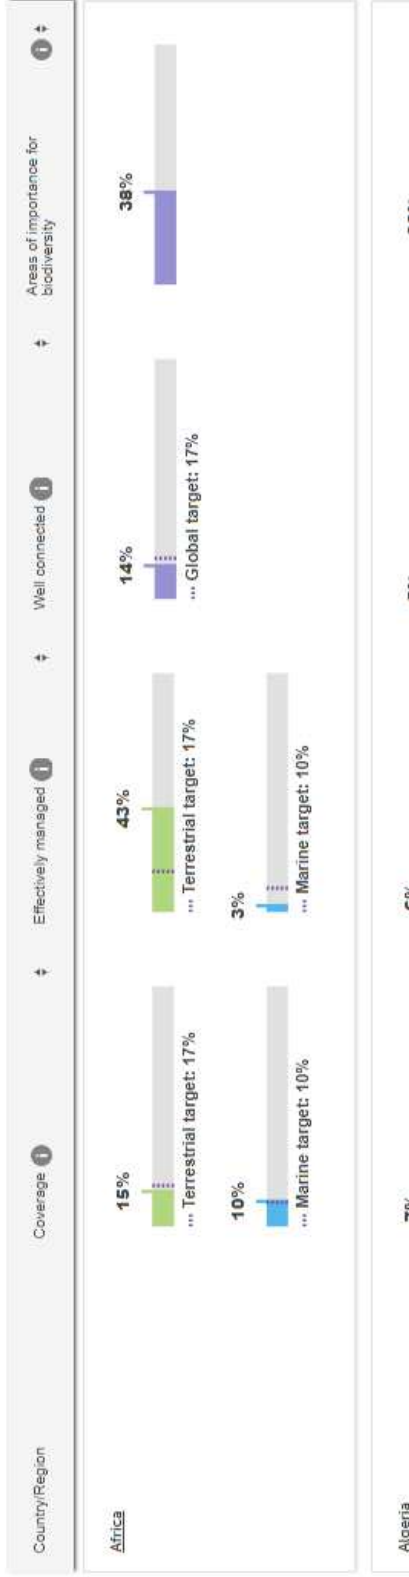 Country/Region
Coverage i
Effectively managed i
Well connected i
Areas of importance for
biodiversity i
Africa
15%
Terrestrial target: 17%
10%
Marine target: 10%
43%
Terrestrial target: 17%
3%
Marine target: 10%
14%
Global target: 17%
38%
Algeria